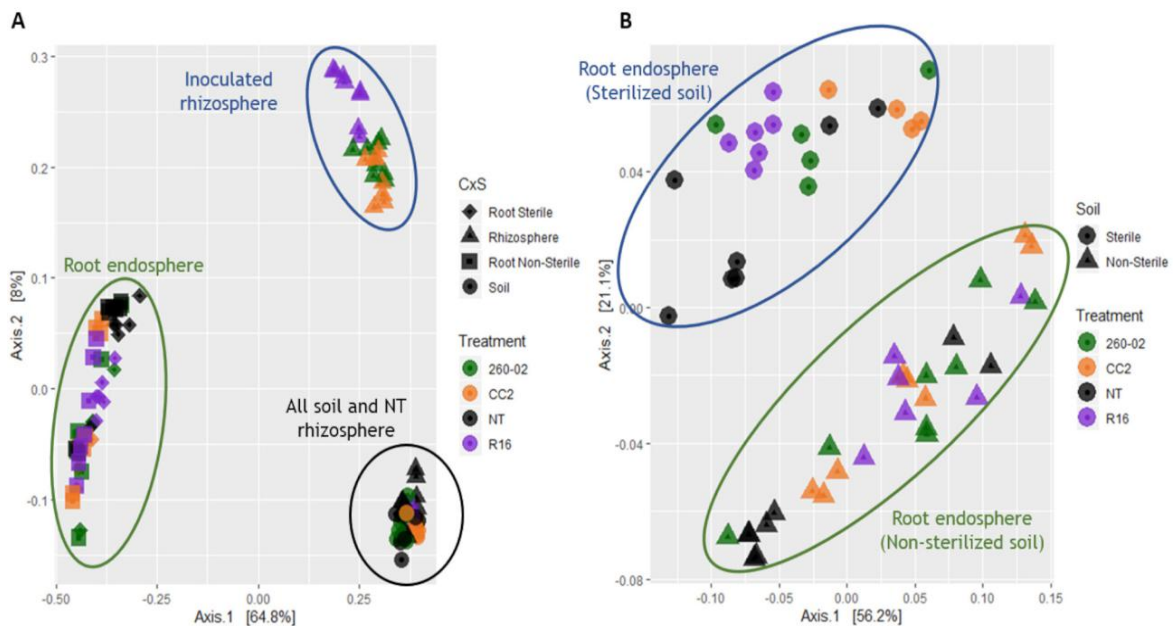 A
Axis.2 [8%]
0.3
0.2
0.1
0.0
-0.1
-0.50
-0.25
0.00
0.25
Axis.1 [64.8%]
Inoculated
rhizosphere
Root endosphere
All soil and NT
rhizosphere
CxS
Root Sterile
Rhizosphere
Root Non-Sterile
Soil
Treatment
260-02
CC2
NT
R16
B
Axis.2 [21.1%]
0.04
0.00
-0.04
-0.08
-0.10
-0.05
0.00
0.05
0.10
0.15
Axis.1 [56.2%]
Root endosphere
(Sterilized soil)
Root endosphere
(Non-sterilized soil)
Soil
Sterile
Non-Sterile
Treatment
260-02
CC2
NT
R16